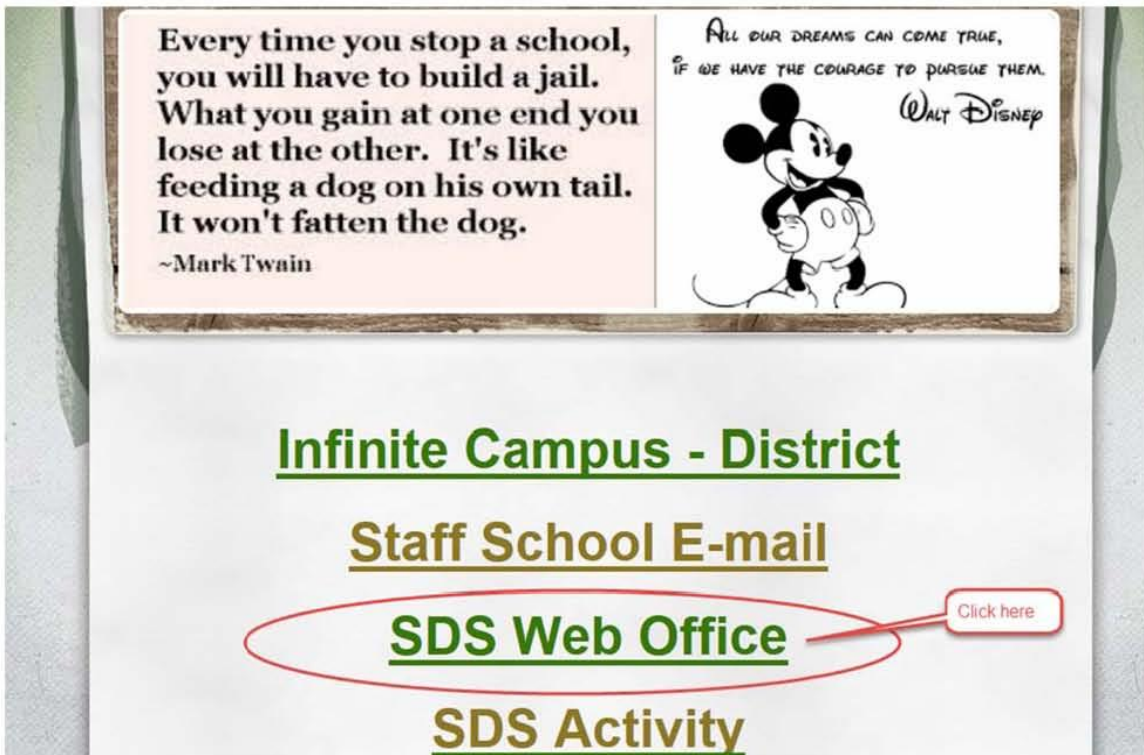 Every time you stop a school,
you will have to build a jail.
What you gain at one end you
lose at the other. It's like
feeding a dog on his own tail.
It won't fatten the dog.
~Mark Twain
ALL OUR DREAMS CAN COME TRUE,
IF WE HAVE THE COURAGE TO PURSUE THEM.
WALT DISNEY
Infinite Campus - District
Staff School E-mail
SDS Web Office
Click here
SDS Activity